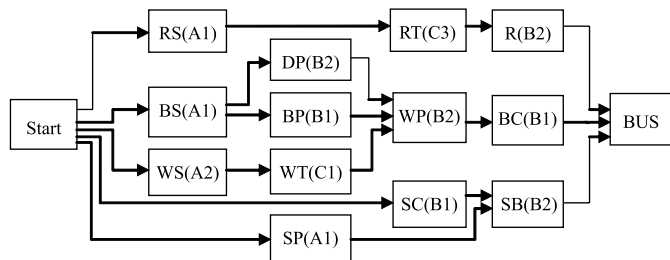 RS(A1)
RT(C3)
R(B2)
DP(B2)
Start
BS(A1)
BP(B1)
WP(B2)
BC(B1)
BUS
WS(A2)
WT(C1)
SC(B1)
SB(B2)
SP(A1)